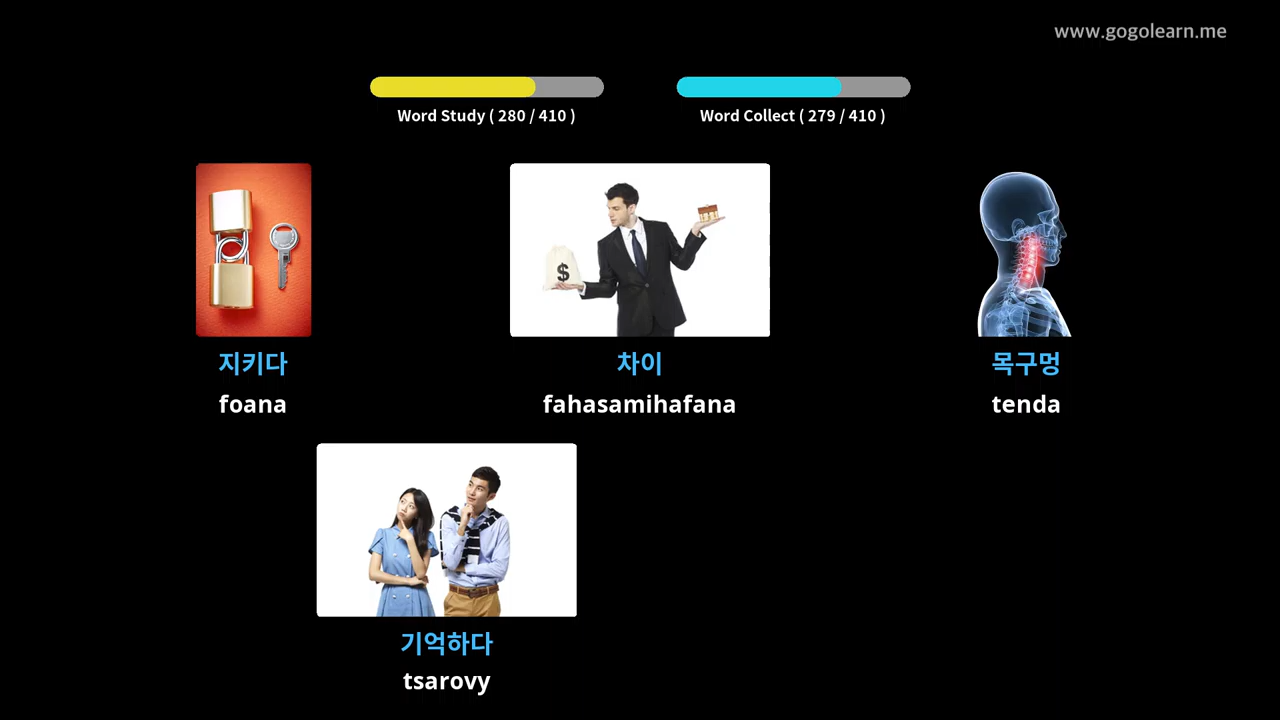 www.gogolearn.me
Word Study ( 280 / 410 )
Word Collect ( 279 / 410 )
지키다
foana
차이
fahasamihafana
목구멍
tenda
$
기억하다
tsarovy